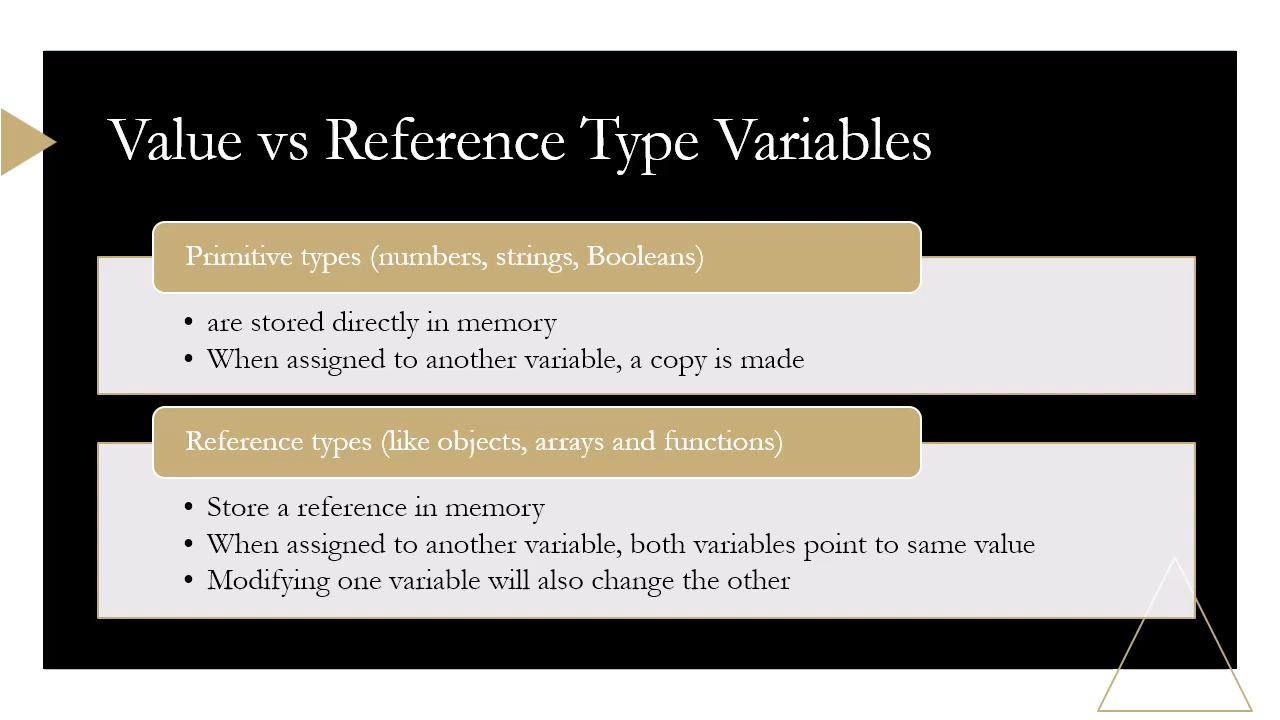 Value vs Reference Type Variables
Primitive types (numbers, strings, Booleans)
• are stored directly in memory
• When assigned to another variable, a copy is made
Reference types (like objects, arrays and functions)
• Store a reference in memory
• When assigned to another variable, both variables point to same value
• Modifying one variable will also change the other